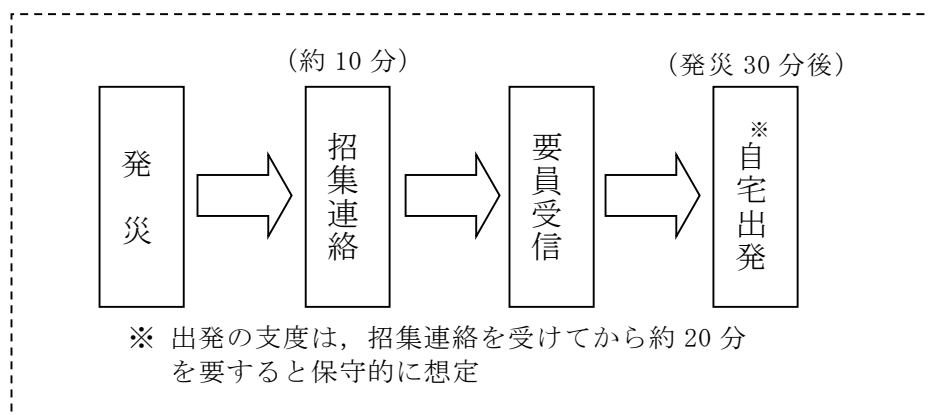 （約 10 分）
（発災 30 分後）
発災
招集連絡
要員受信
※
自宅出発
※ 出発の支度は，招集連絡を受けてから約 20 分
を要すると保守的に想定